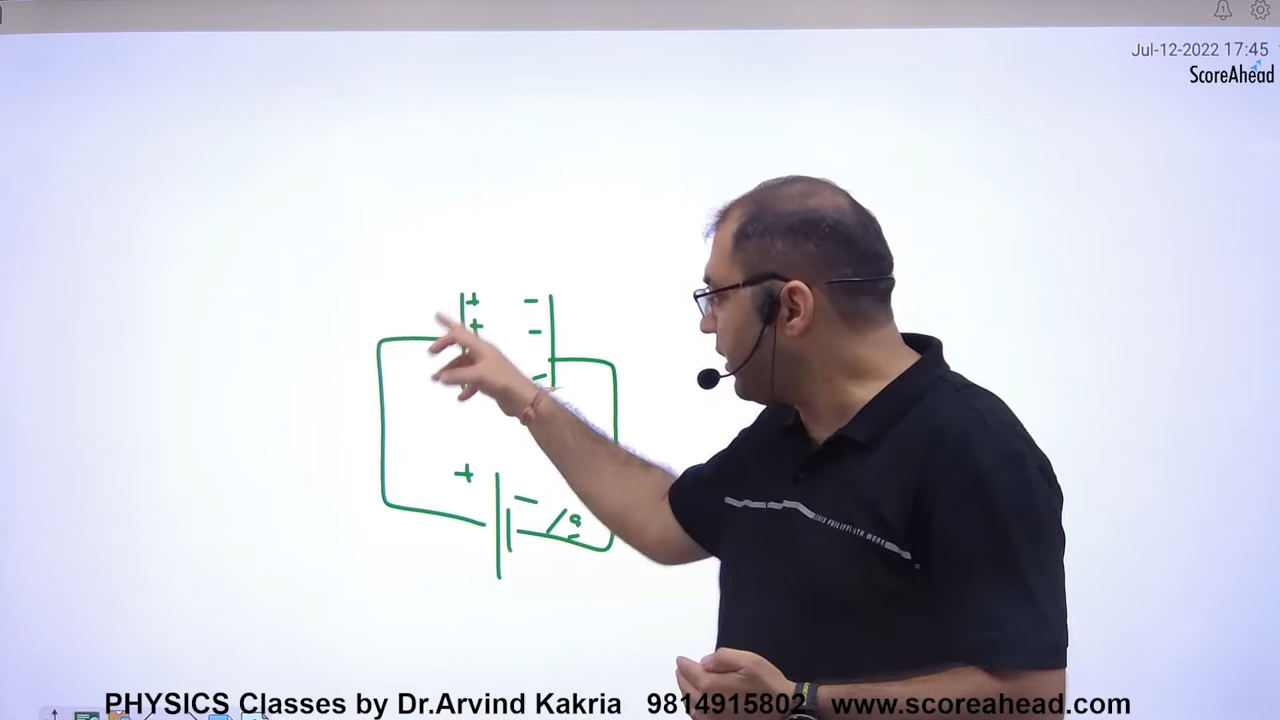 Jul-12-2022 17:45
ScoreAhead
+ −
+ −
+ −
PHYSICS Classes by Dr.Arvind Kakria 9814915802 www.scoreahead.com